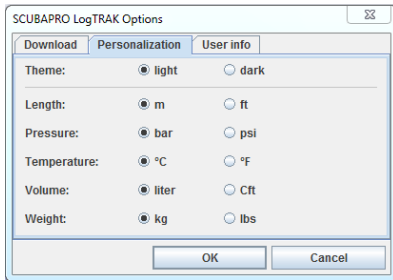 SCUBAPRO LogTRAK Options
Download Personalization User info
Theme: light dark
Length: m ft
Pressure: bar psi
Temperature: °C °F
Volume: liter Cft
Weight: kg lbs
OK Cancel